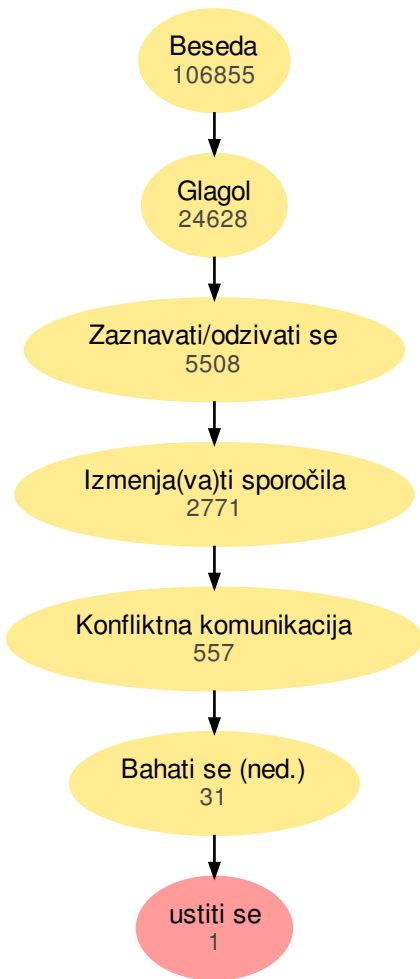 Beseda
106855
Glagol
24628
Zaznavati/odzivati se
5508
Izmenja(va)ti sporočila
2771
Konfliktna komunikacija
557
Bahati se (ned.)
31
ustiti se
1